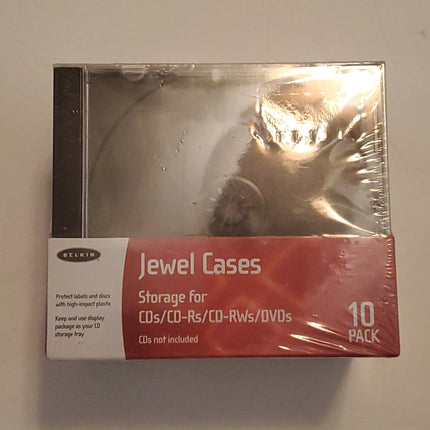 BELKIN
Jewel Cases
Storage for
CDs/CD-Rs/CD-RWs/DVDs
CDs not included
Protect labels and discs
with high-impact plastic
Keep and use display
package as your CD
storage tray
10
PACK